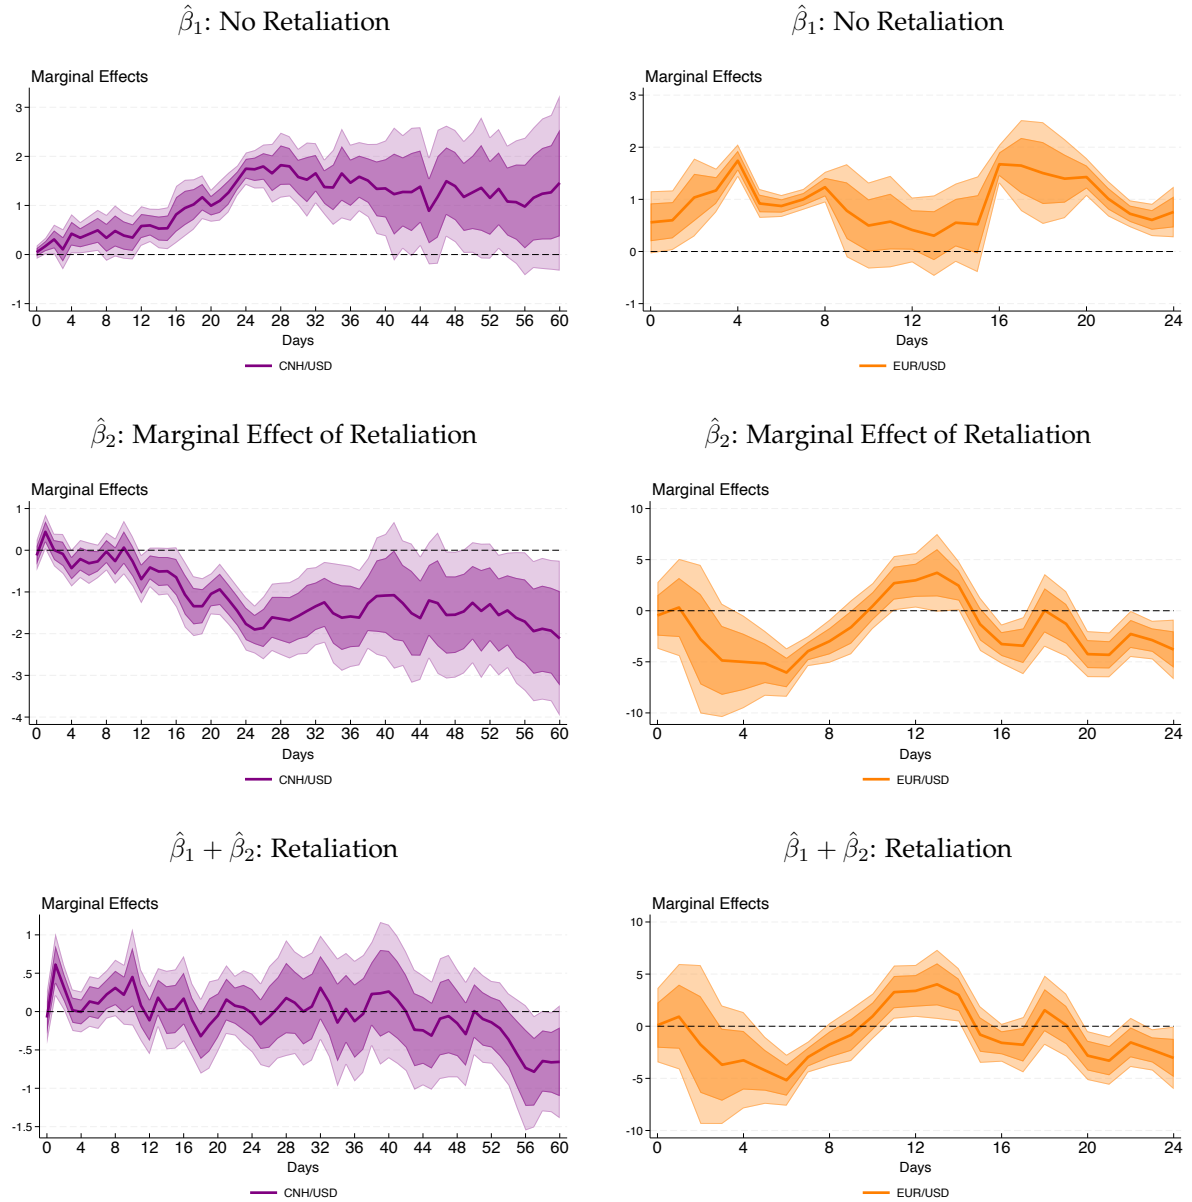 β̂₁: No Retaliation
Marginal Effects
3
2
1
0
-1
0 4 8 12 16 20 24 28 32 36 40 44 48 52 56 60
Days
CNH/USD
β̂₁: No Retaliation
Marginal Effects
3
2
1
0
-1
0 4 8 12 16 20 24
Days
EUR/USD
β̂₂: Marginal Effect of Retaliation
Marginal Effects
1
0
-1
-2
-3
-4
0 4 8 12 16 20 24 28 32 36 40 44 48 52 56 60
Days
CNH/USD
β̂₂: Marginal Effect of Retaliation
Marginal Effects
10
5
0
-5
-10
0 4 8 12 16 20 24
Days
EUR/USD
β̂₁ + β̂₂: Retaliation
Marginal Effects
1
.5
0
-.5
-1
-1.5
0 4 8 12 16 20 24 28 32 36 40 44 48 52 56 60
Days
CNH/USD
β̂₁ + β̂₂: Retaliation
Marginal Effects
10
5
0
-5
-10
0 4 8 12 16 20 24
Days
EUR/USD